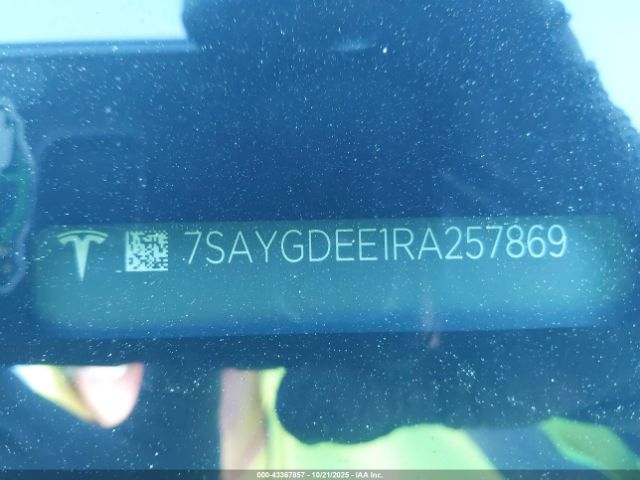 7SAYGDEE1RA257869
000-43367857 - 10/21/2025 - IAA Inc.